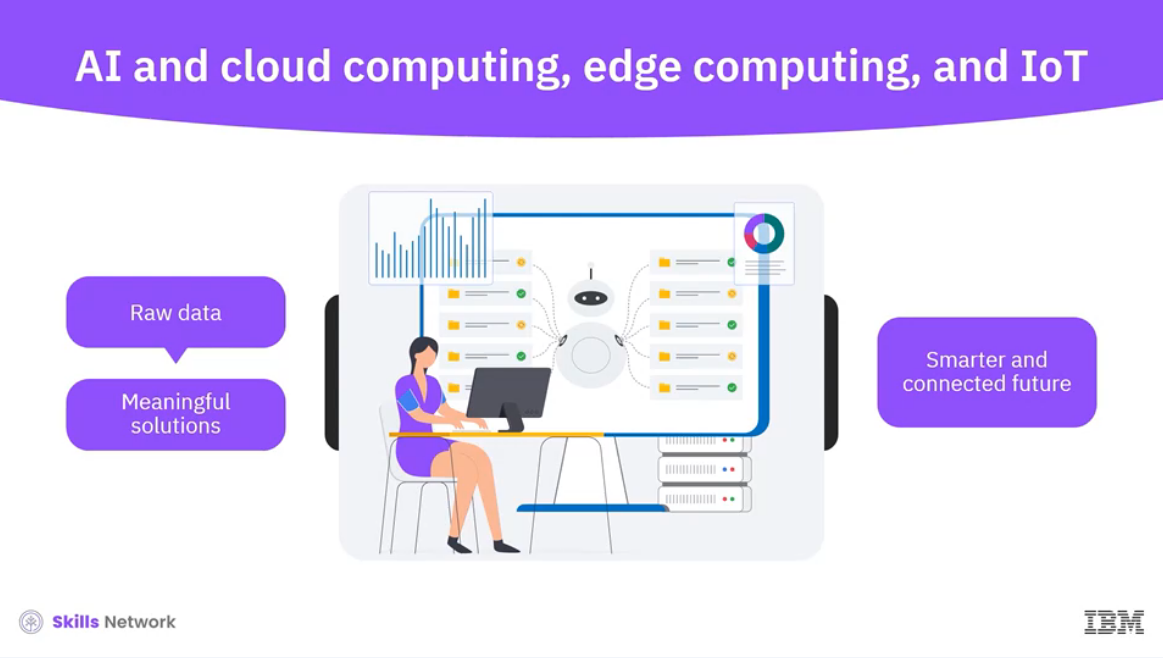 AI and cloud computing, edge computing, and IoT
Raw data
Meaningful
solutions
Smarter and
connected future
Skills Network
IBM